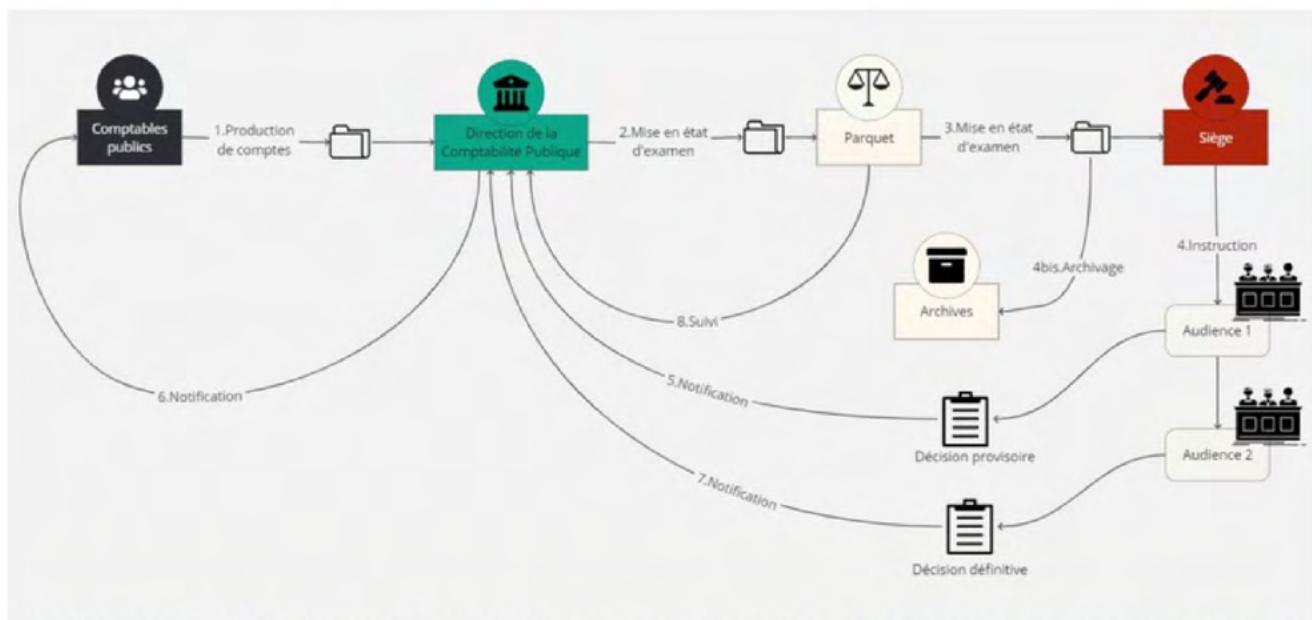 Comptables
publics
1.Production
de comptes
Direction de la
Comptabilité Publique
2.Mise en état
d'examen
Parquet
3.Mise en état
d'examen
Siège
4.Instruction
4bis.Archivage
Archives
8.Suivi
Audience 1
5.Notification
6.Notification
Décision provisoire
Audience 2
7.Notification
Décision définitive